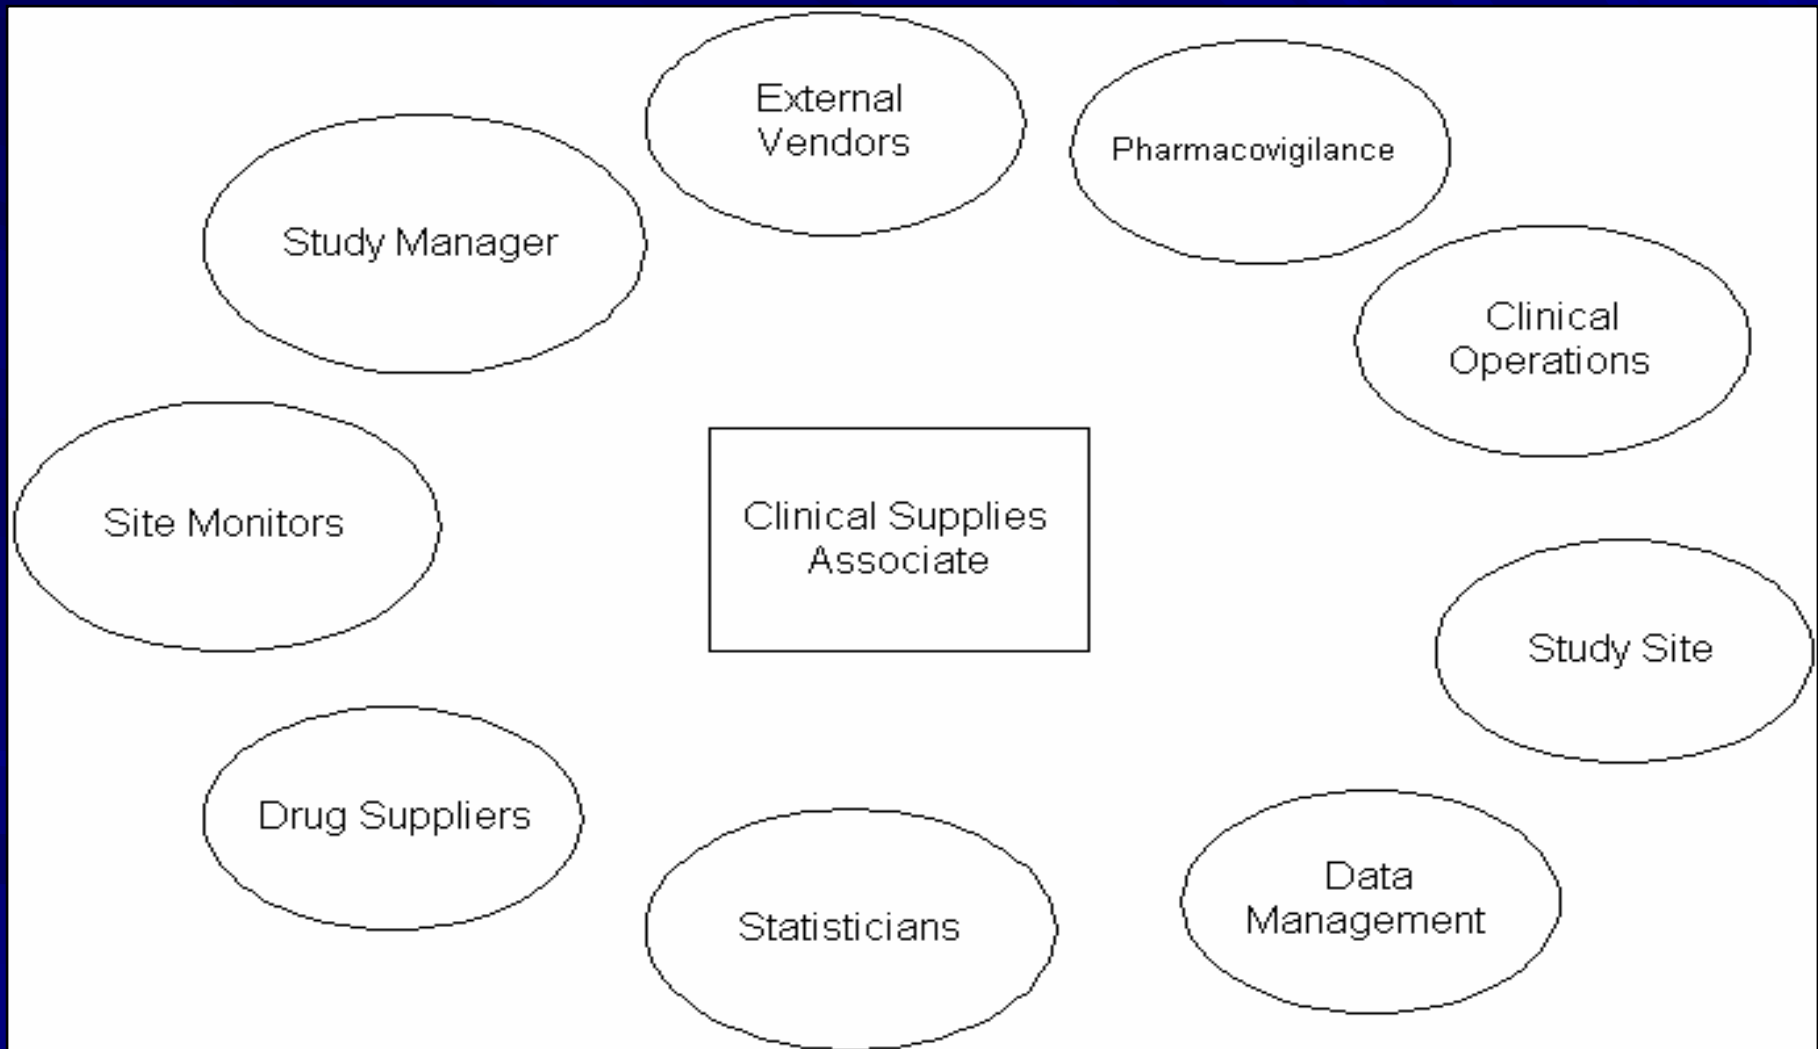 External
Vendors
Pharmacovigilance
Study Manager
Clinical
Operations
Site Monitors
Clinical Supplies
Associate
Study Site
Drug Suppliers
Data
Management
Statisticians